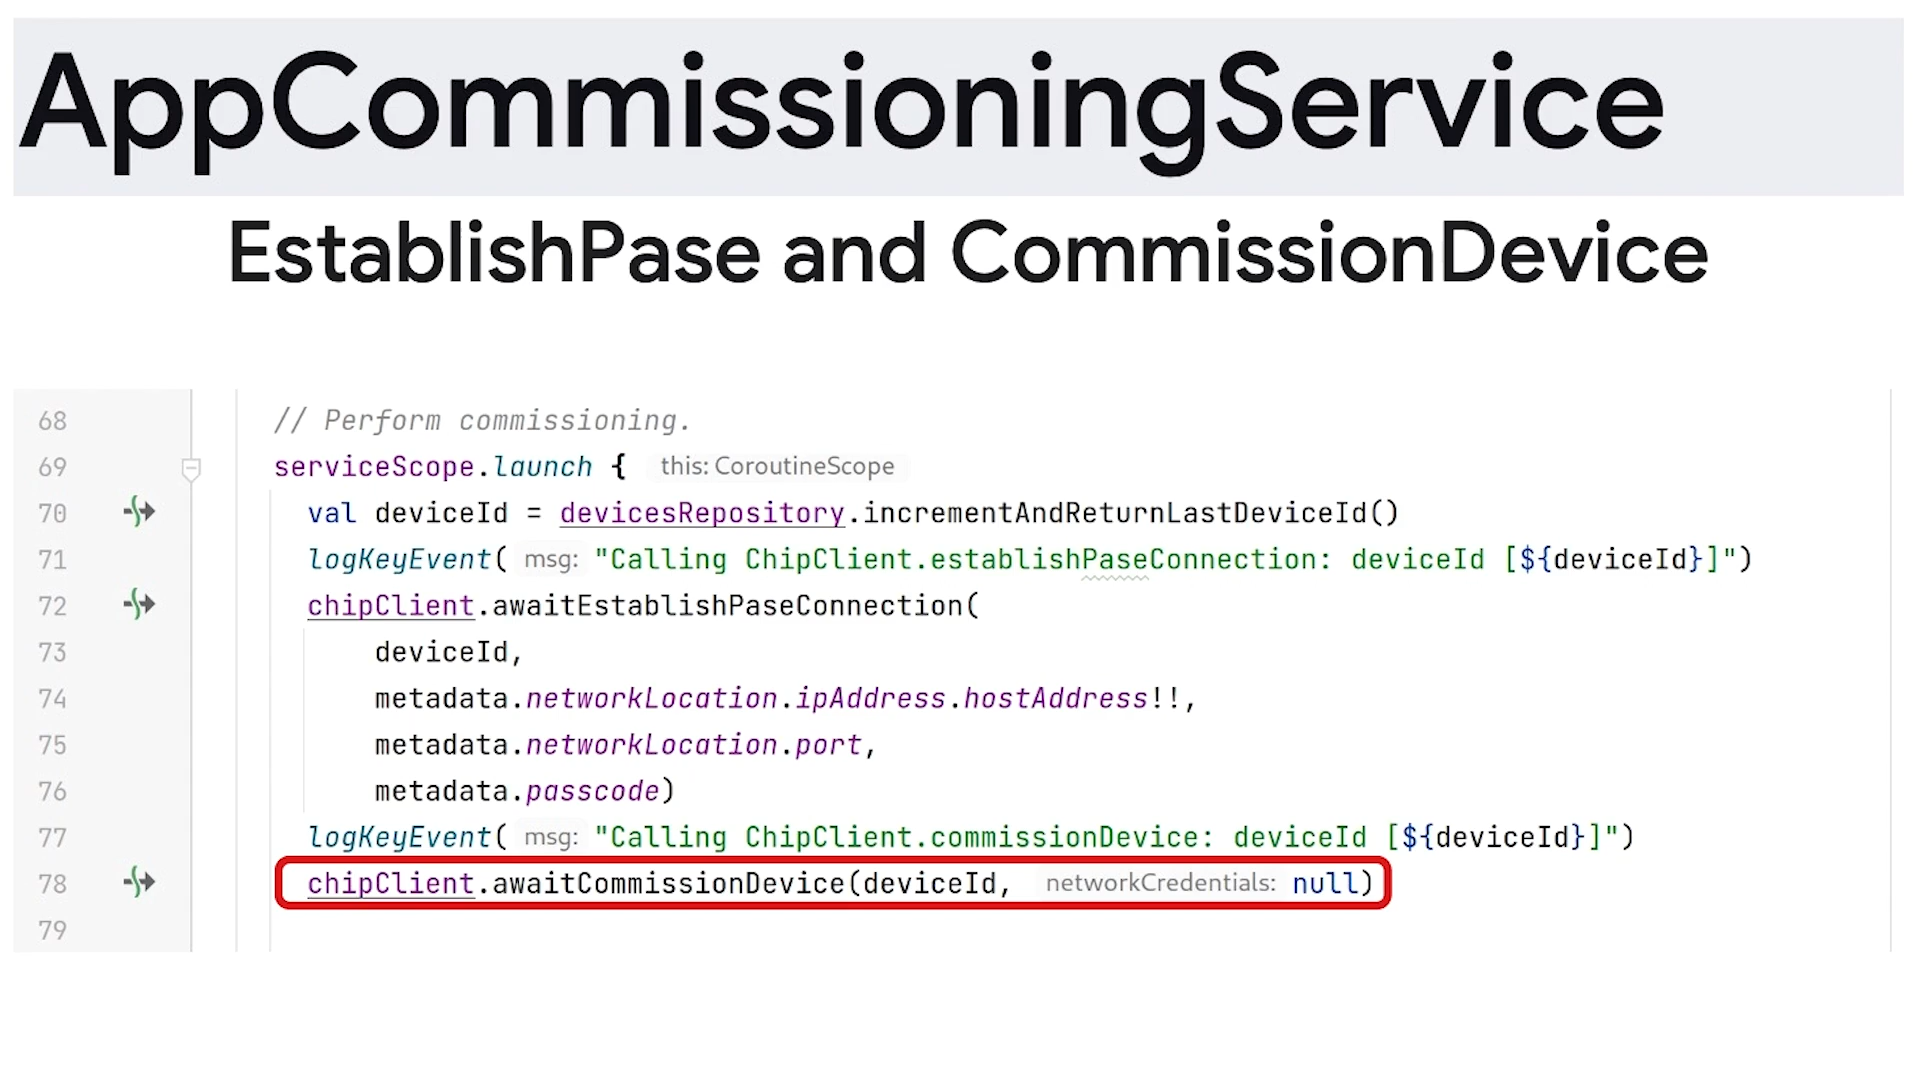 AppCommissioningService
EstablishPase and CommissionDevice
68 // Perform commissioning.
69 serviceScope.launch { this: CoroutineScope
70 val deviceId = devicesRepository.incrementAndReturnLastDeviceId()
71 logKeyEvent( msg: "Calling ChipClient.establishPaseConnection: deviceId [${deviceId}]")
72 chipClient.awaitEstablishPaseConnection(
73 deviceId,
74 metadata.networkLocation.ipAddress.hostAddress!!,
75 metadata.networkLocation.port,
76 metadata.passcode)
77 logKeyEvent( msg: "Calling ChipClient.commissionDevice: deviceId [${deviceId}]")
78 chipClient.awaitCommissionDevice(deviceId, networkCredentials: null)
79